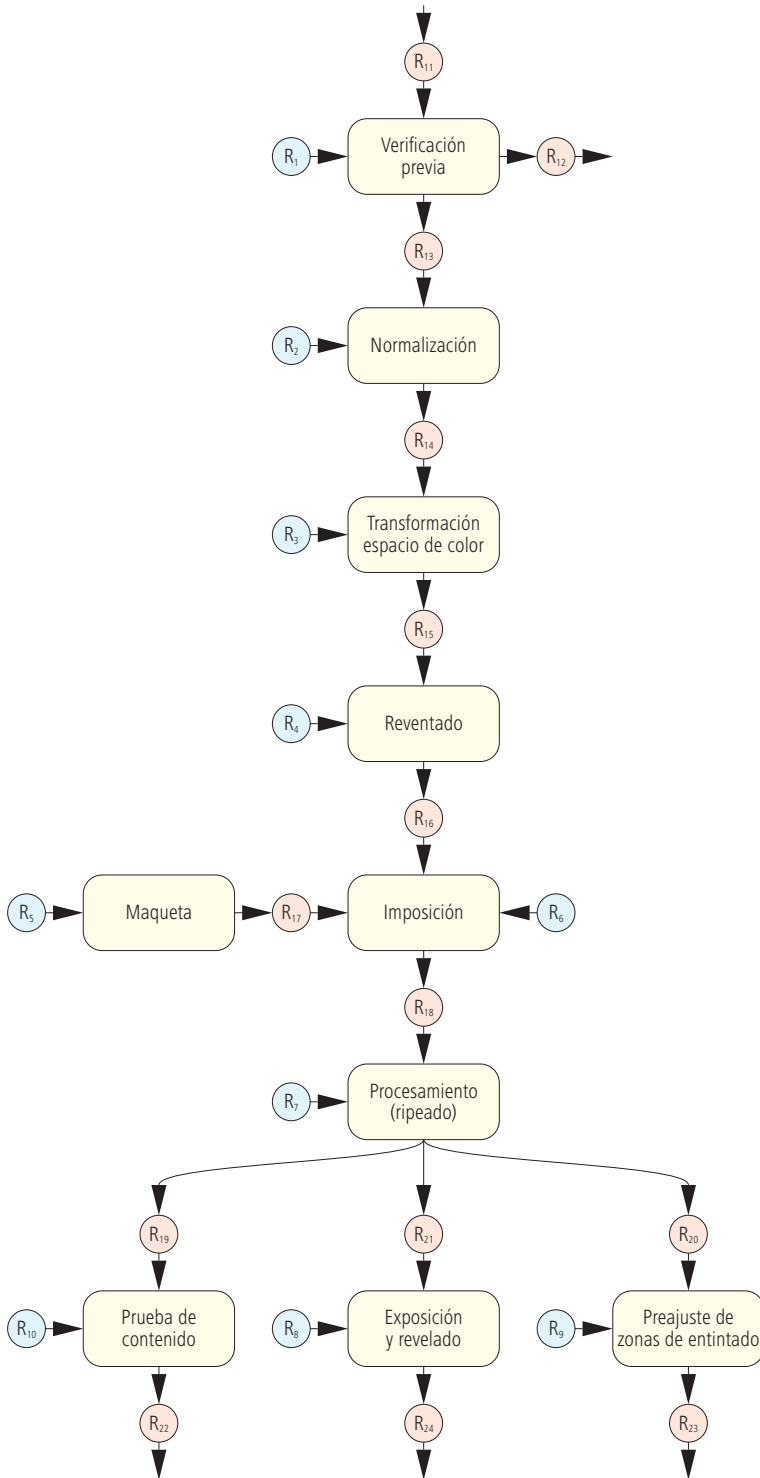 R₁₁
R₁
Verificación
previa
R₁₂
R₁₃
R₂
Normalización
R₁₄
R₃
Transformación
espacio de color
R₁₅
R₄
Reventado
R₁₆
R₅
Maqueta
R₁₇
Imposición
R₆
R₁₈
R₇
Procesamiento
(ripeado)
R₁₉
R₂₁
R₂₀
R₁₀
Prueba de
contenido
R₈
Exposición
y revelado
R₉
Preajuste de
zonas de entintado
R₂₂
R₂₄
R₂₃